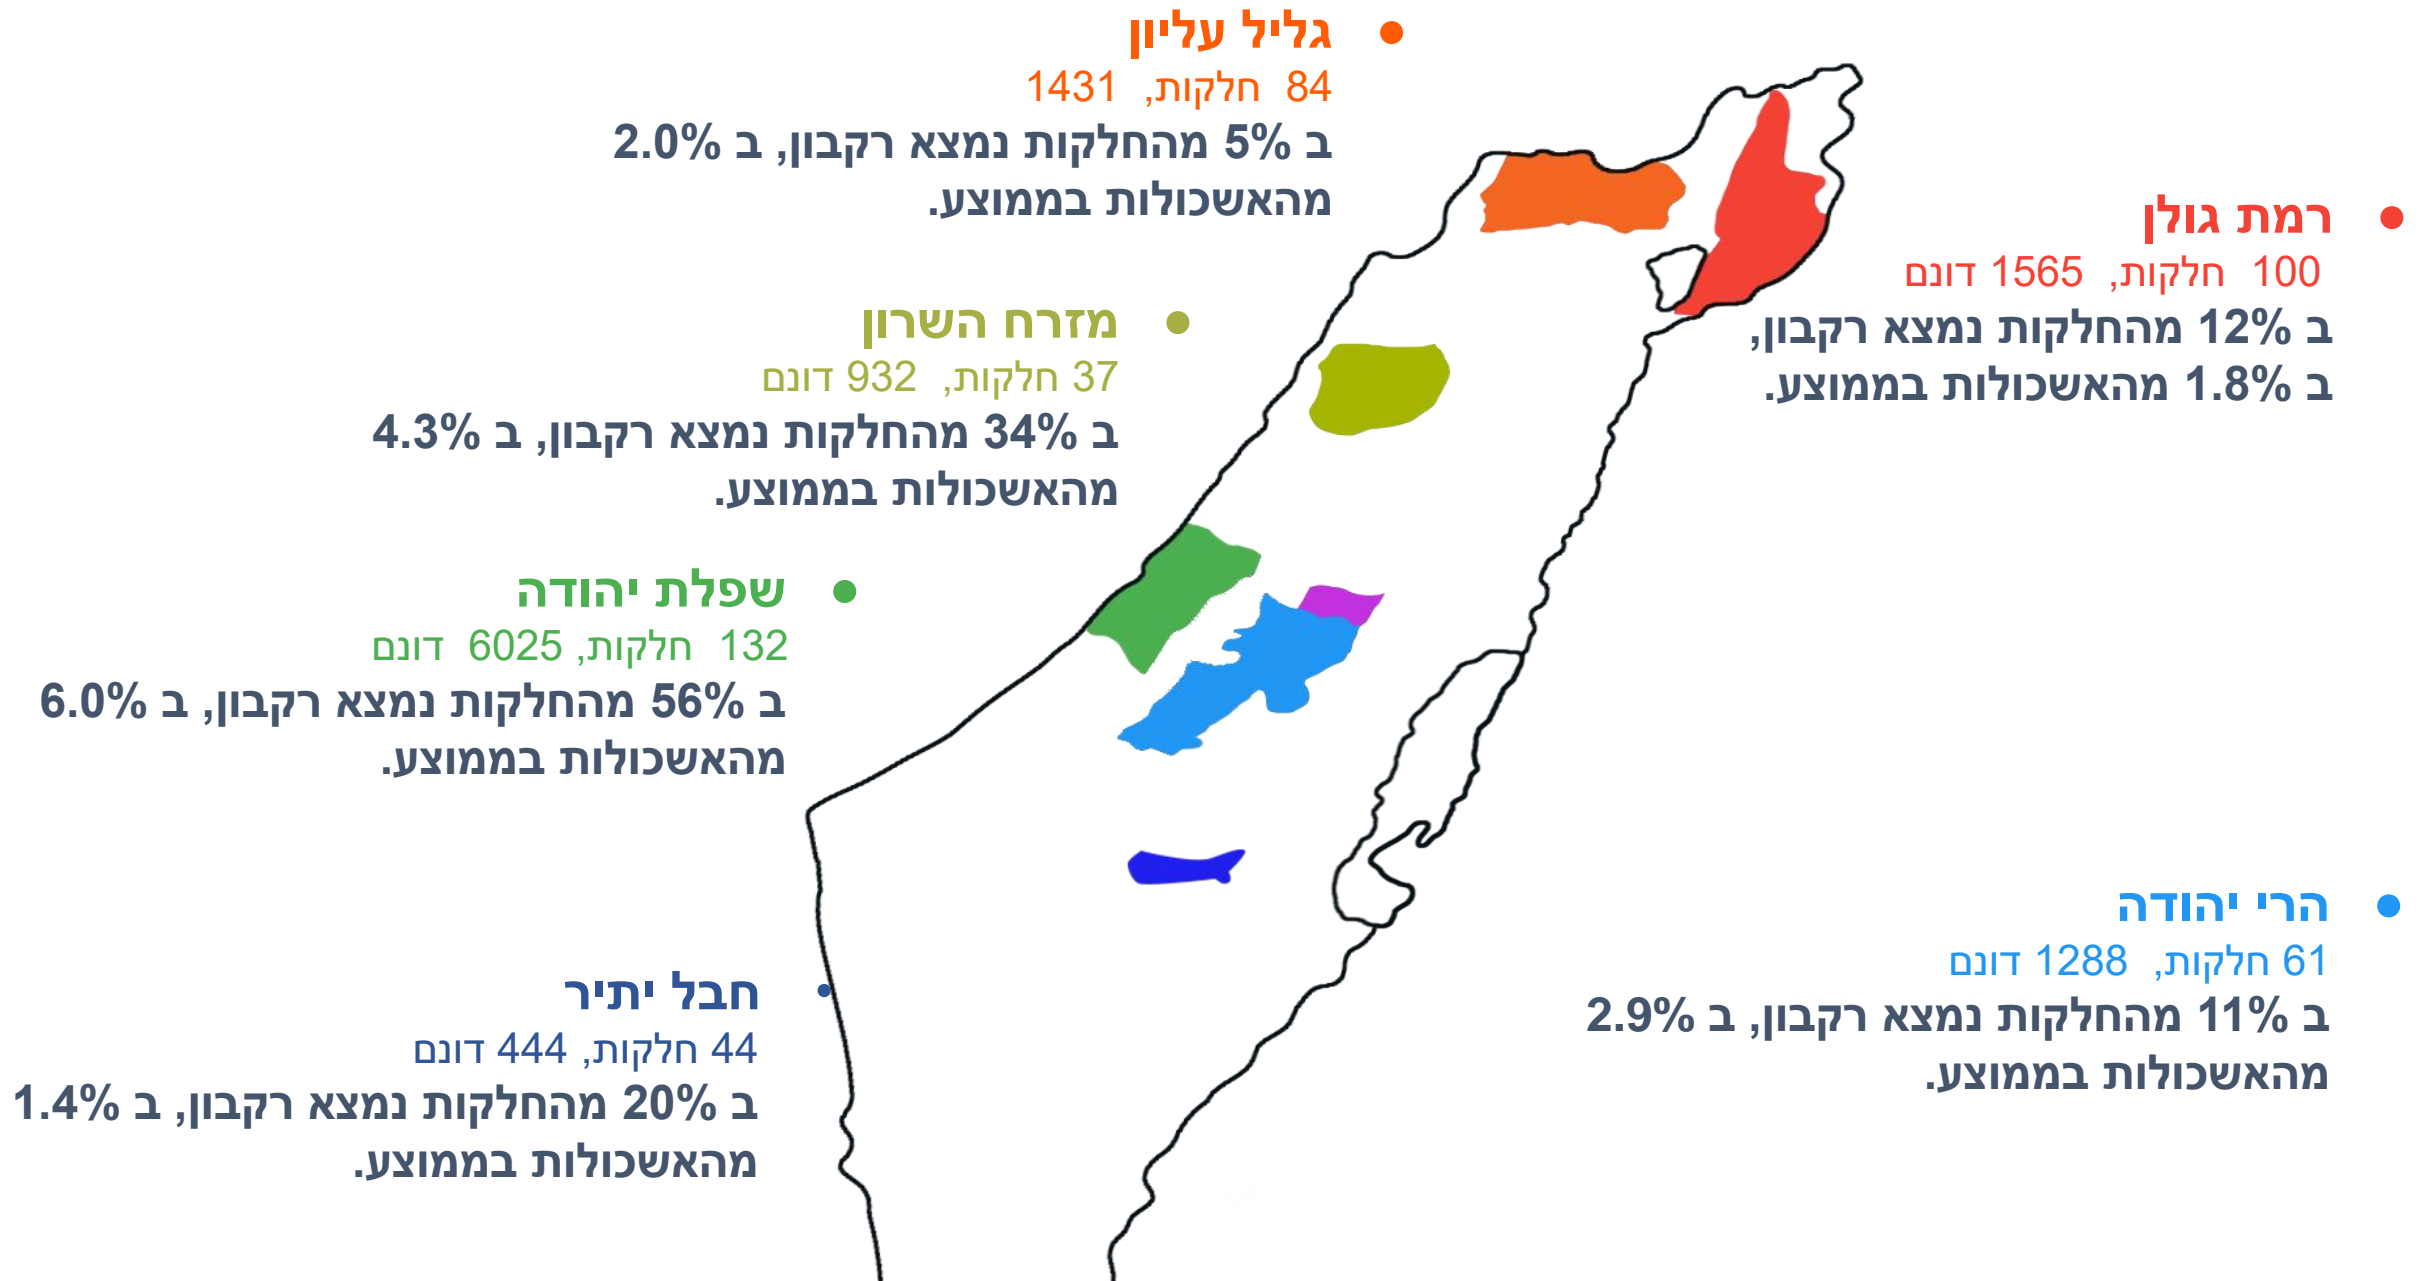 • גליל עליון
84 חלקות, 1431
ב 5% מהחלקות נמצא רקבון, ב 2.0%
מהאשכולות בממוצע.
• רמת גולן
100 חלקות, 1565 דונם
ב 12% מהחלקות נמצא רקבון,
ב 1.8% מהאשכולות בממוצע.
• מזרח השרון
37 חלקות, 932 דונם
ב 34% מהחלקות נמצא רקבון, ב 4.3%
מהאשכולות בממוצע.
• שפלת יהודה
132 חלקות, 6025 דונם
ב 56% מהחלקות נמצא רקבון, ב 6.0%
מהאשכולות בממוצע.
• הרי יהודה
61 חלקות, 1288 דונם
ב 11% מהחלקות נמצא רקבון, ב 2.9%
מהאשכולות בממוצע.
• חבל יתיר
44 חלקות, 444 דונם
ב 20% מהחלקות נמצא רקבון, ב 1.4%
מהאשכולות בממוצע.